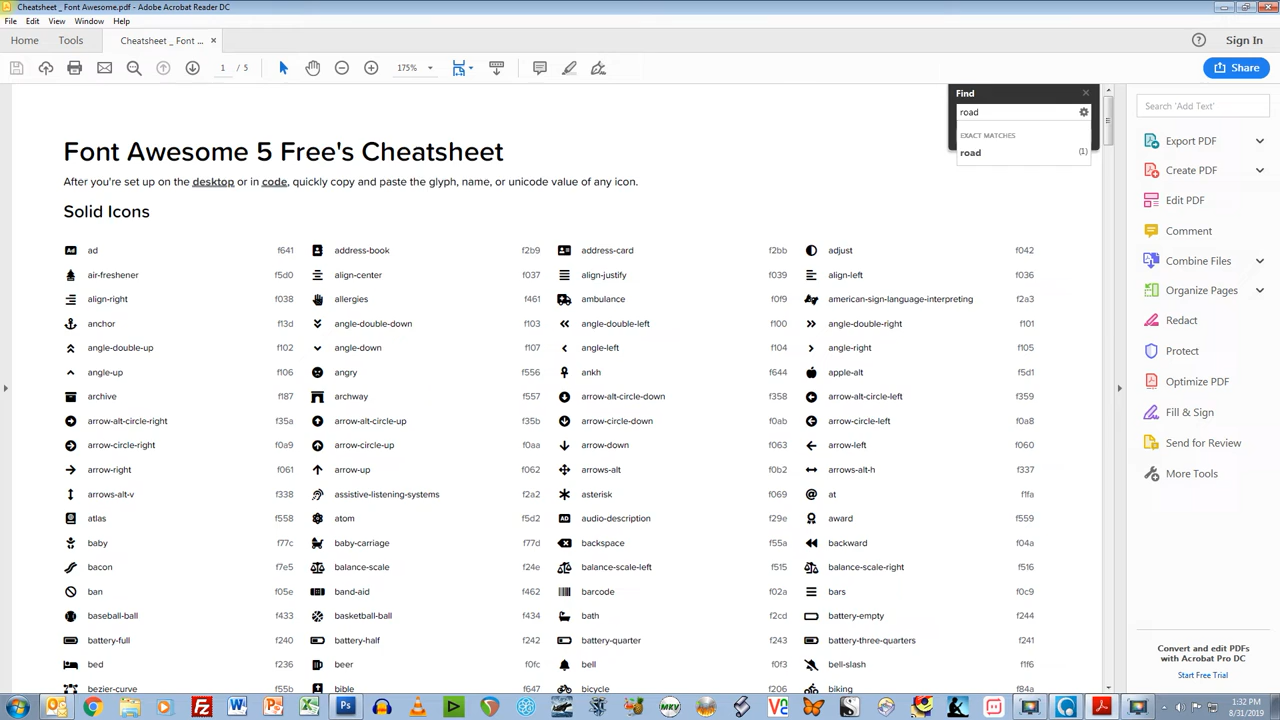 Cheatsheet _ Font Awesome.pdf - Adobe Acrobat Reader DC
File Edit View Window Help
Home Tools Cheatsheet _ Font ... × Sign In
1 / 5 175% Share
Find
road
EXACT MATCHES
road (1)
Search 'Add Text'
Export PDF
Create PDF
Edit PDF
Comment
Combine Files
Organize Pages
Redact
Protect
Optimize PDF
Fill & Sign
Send for Review
More Tools
Convert and edit PDFs
with Acrobat Pro DC
Start Free Trial
Font Awesome 5 Free's Cheatsheet
After you're set up on the desktop or in code, quickly copy and paste the glyph, name, or unicode value of any icon.
Solid Icons
ad f641 address-book f2b9 address-card f2bb adjust f042
air-freshener f5d0 align-center f037 align-justify f039 align-left f036
align-right f038 allergies f461 ambulance f0f9 american-sign-language-interpreting f2a3
anchor f13d angle-double-down f103 angle-double-left f100 angle-double-right f101
angle-double-up f102 angle-down f107 angle-left f104 angle-right f105
angle-up f106 angry f556 ankh f644 apple-alt f5d1
archive f187 archway f557 arrow-alt-circle-down f358 arrow-alt-circle-left f359
arrow-alt-circle-right f35a arrow-alt-circle-up f35b arrow-circle-down f0ab arrow-circle-left f0a8
arrow-circle-right f0a9 arrow-circle-up f0aa arrow-down f063 arrow-left f060
arrow-right f061 arrow-up f062 arrows-alt f0b2 arrows-alt-h f337
arrows-alt-v f338 assistive-listening-systems f2a2 asterisk f069 at f1fa
atlas f558 atom f5d2 audio-description f29e award f559
baby f77c baby-carriage f77d backspace f55a backward f04a
bacon f7e5 balance-scale f24e balance-scale-left f515 balance-scale-right f516
ban f05e band-aid f462 barcode f02a bars f0c9
baseball-ball f433 basketball-ball f434 bath f2cd battery-empty f244
battery-full f240 battery-half f242 battery-quarter f243 battery-three-quarters f241
bed f236 beer f0fc bell f0f3 bell-slash f1f6
bezier-curve f55b bible f647 bicycle f206 biking f84a
1:32 PM
8/31/2019